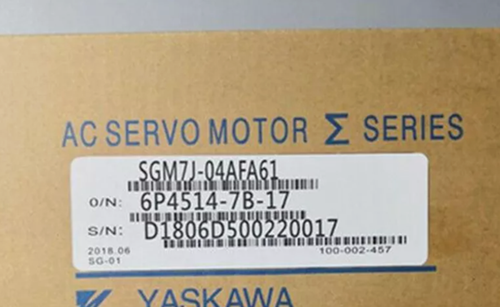 AC SERVO MOTOR Σ SERIES
SGM7J-04AFA61
O/N: 6P4514-7B-17
S/N: D1806D500220017
2018.06 100-002-457
SG-01
YASKAWA